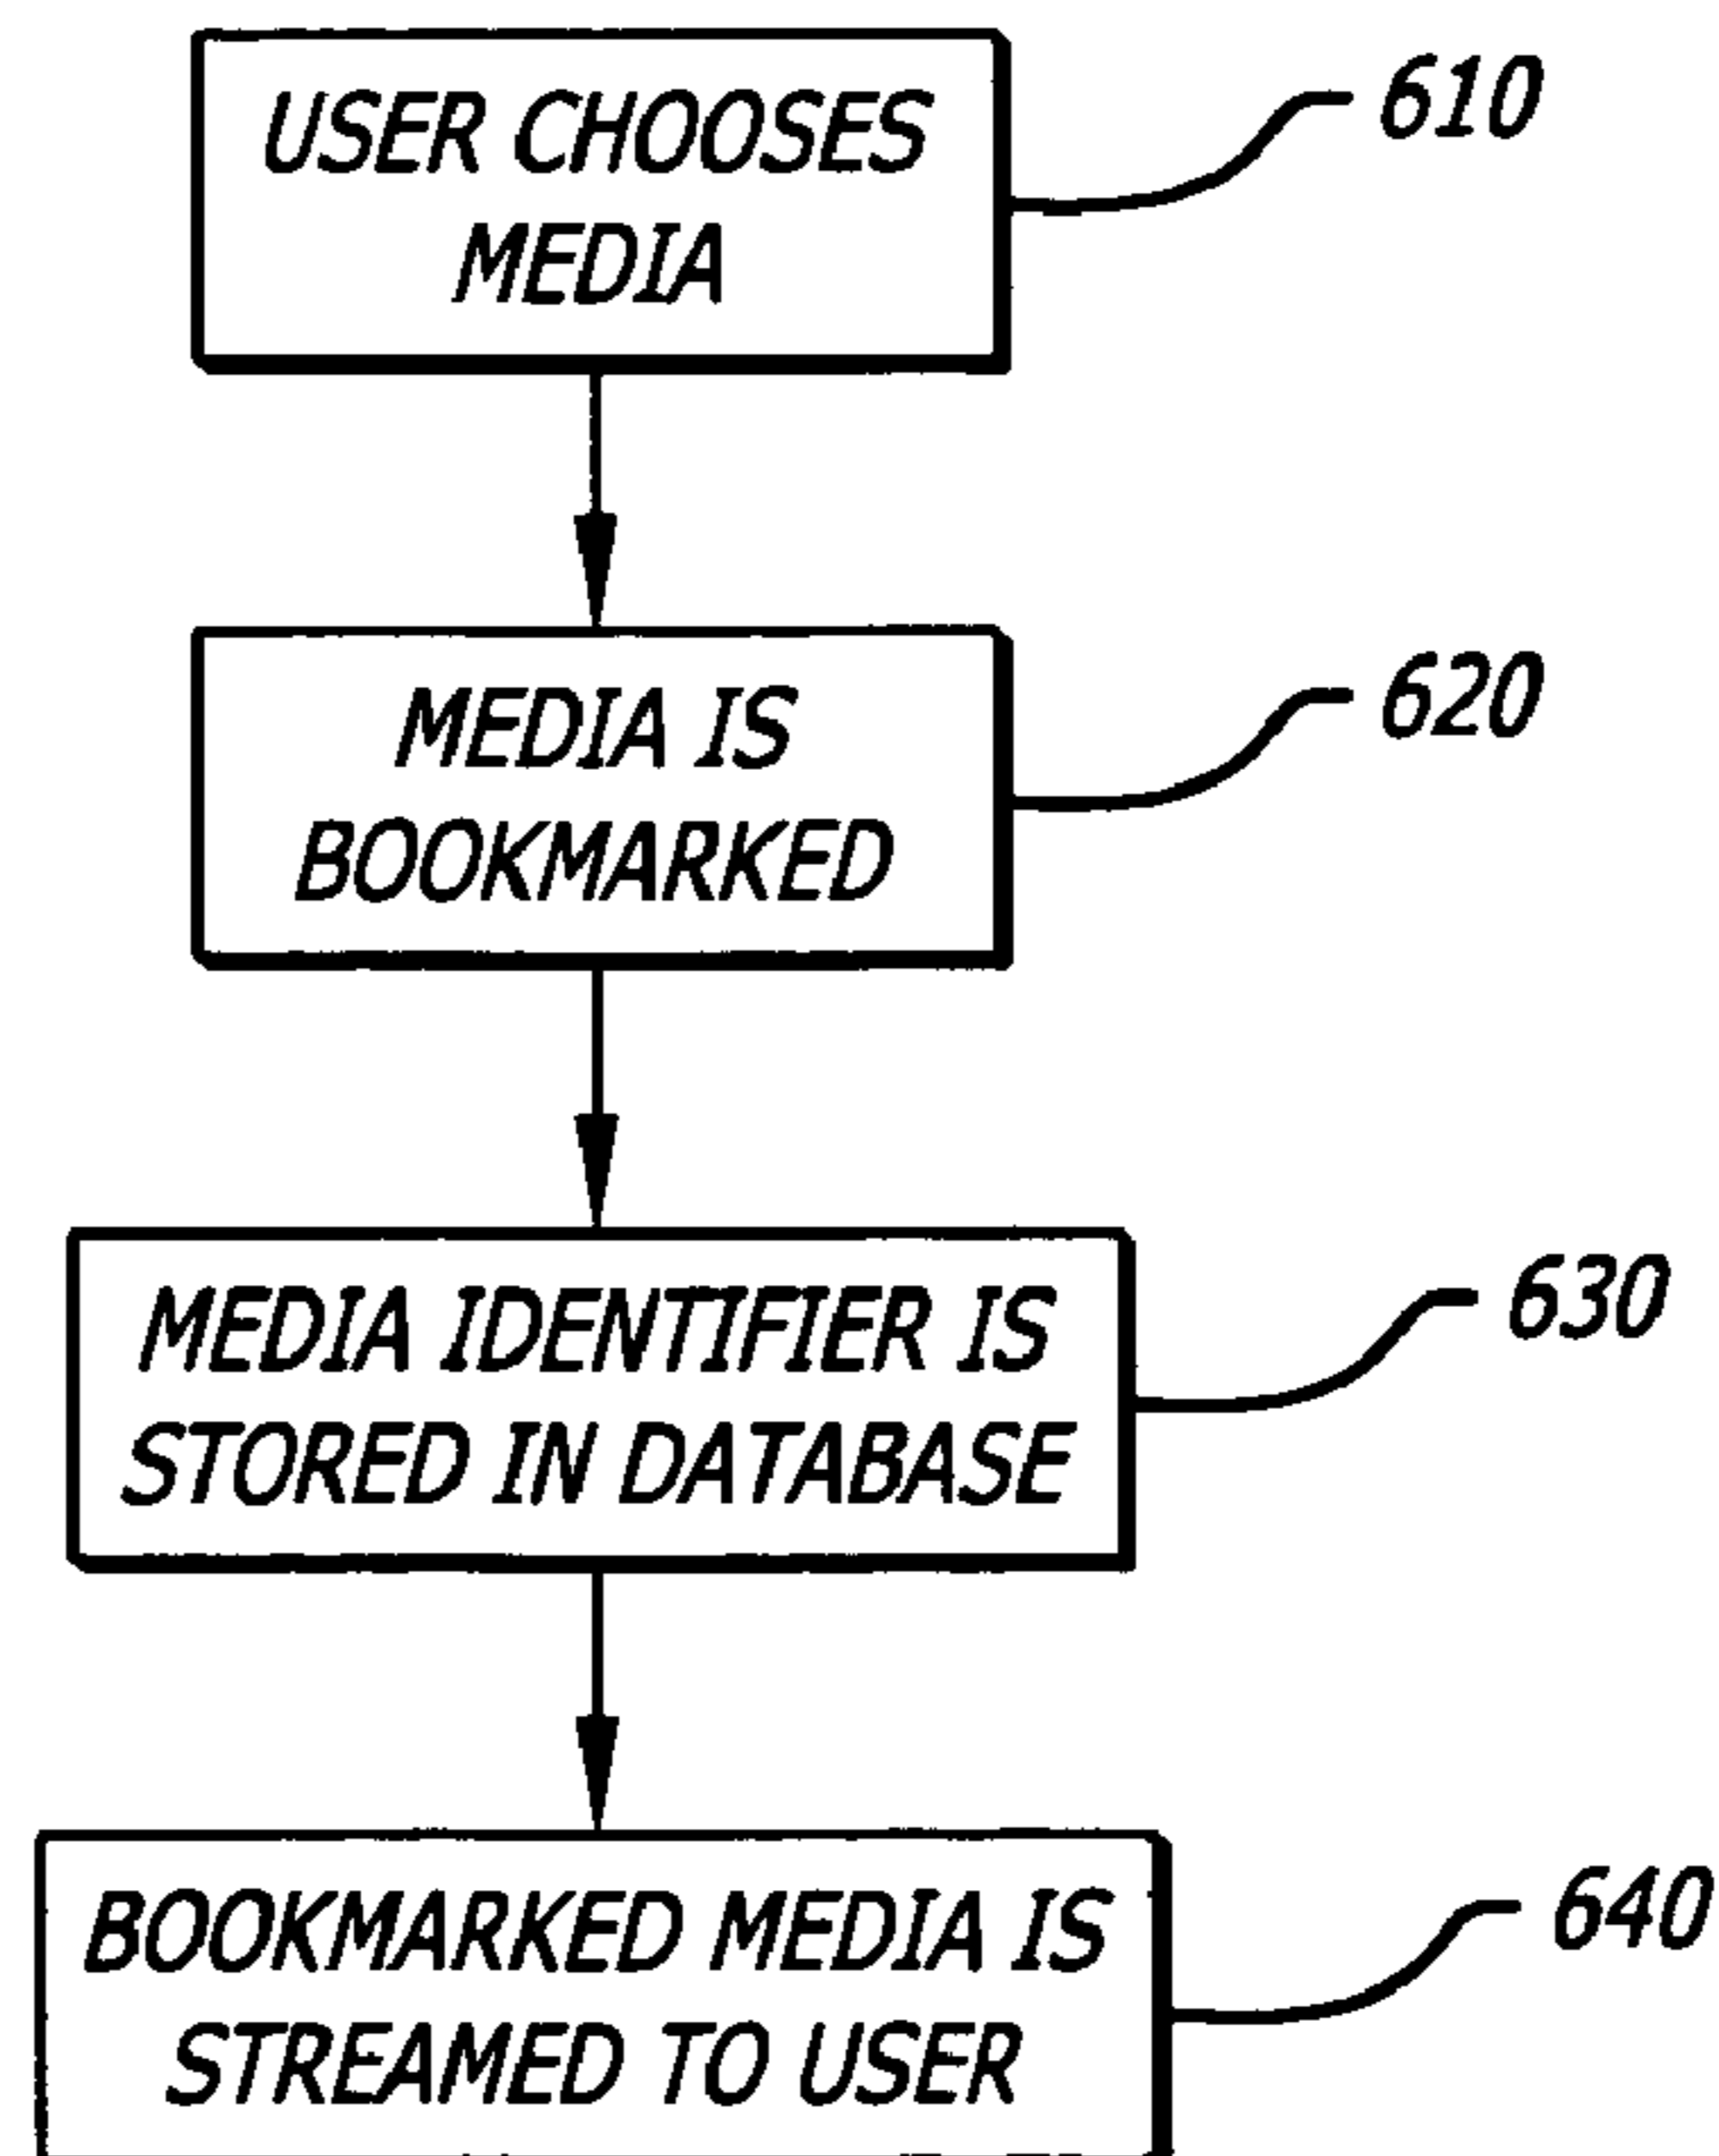 USER CHOOSES
MEDIA
610
MEDIA IS
BOOKMARKED
620
MEDIA IDENTIFIER IS
STORED IN DATABASE
630
BOOKMARKED MEDIA IS
STREAMED TO USER
640